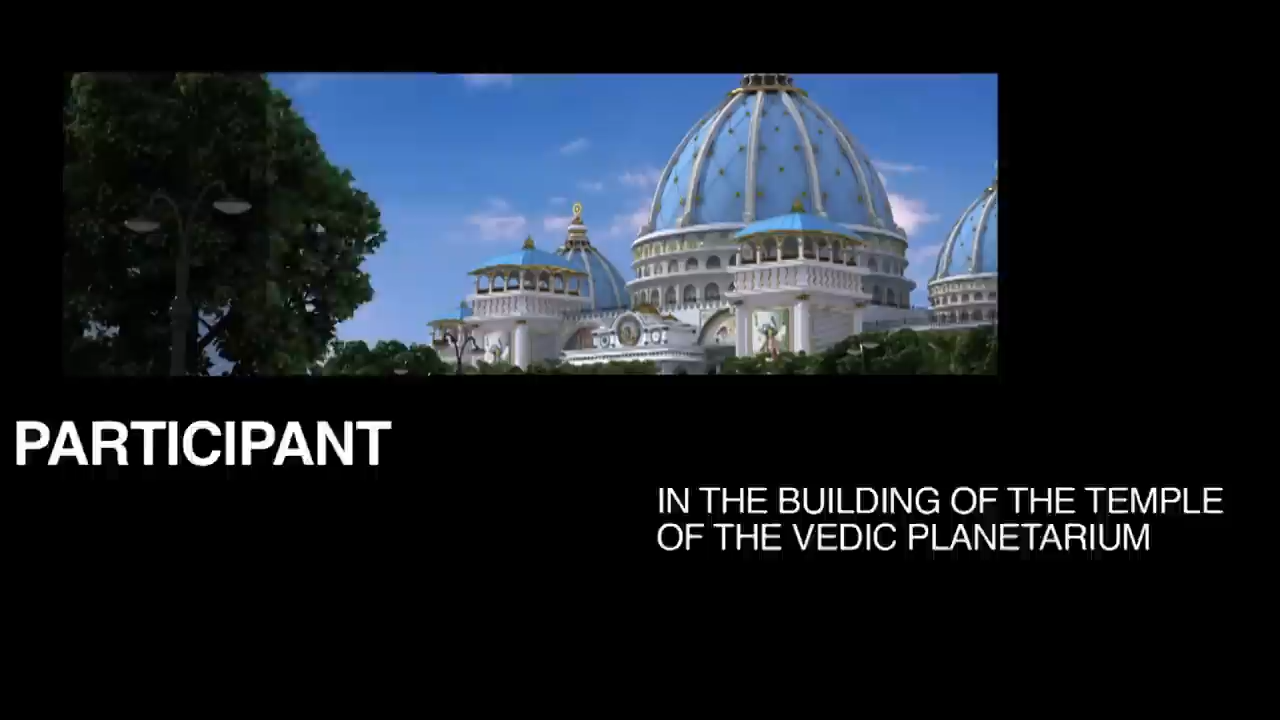 PARTICIPANT
IN THE BUILDING OF THE TEMPLE
OF THE VEDIC PLANETARIUM